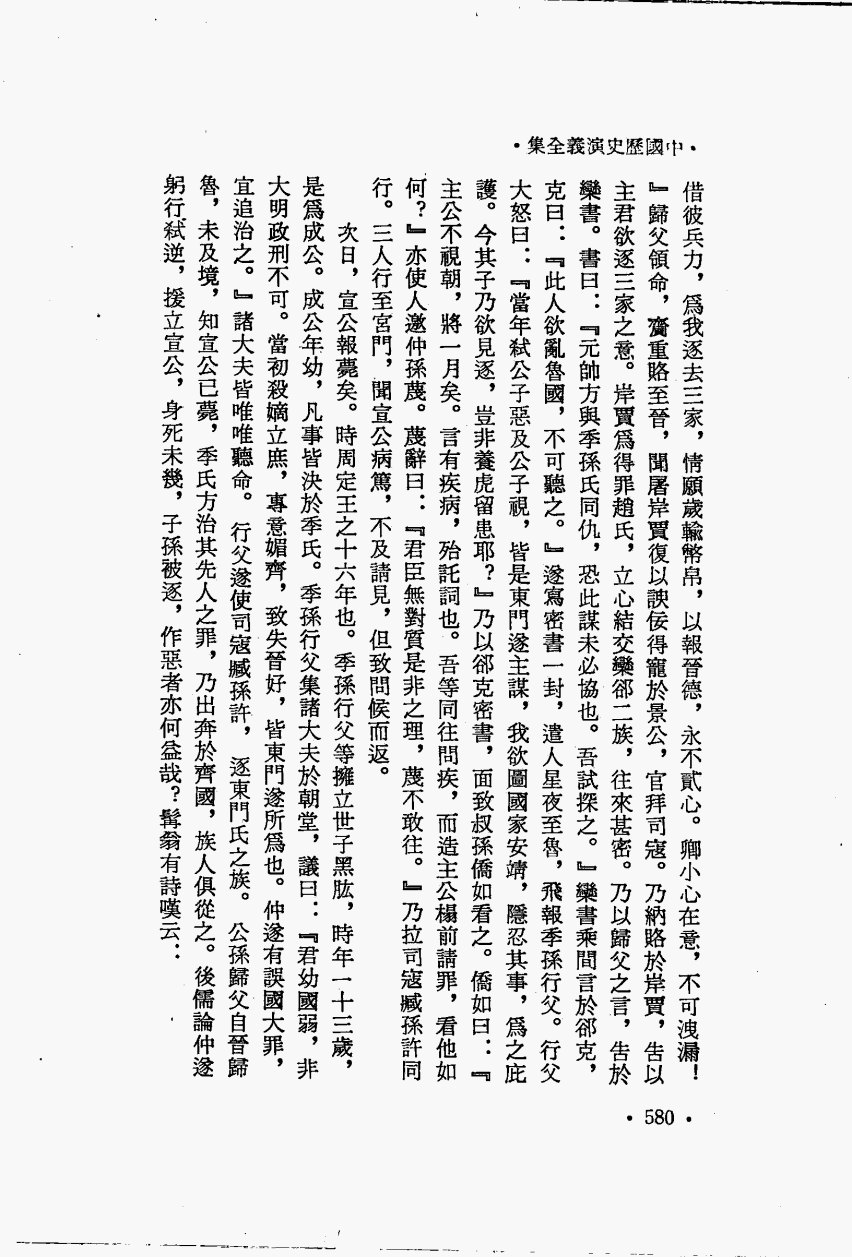 ·中國歷史演義全集·
借彼兵力，爲我逐去三家，情願歲輸幣帛，以報晉德，永不貳心。卿小心在意，不可洩漏！
』歸父領命，齎重賂至晉，聞屠岸賈復以諛佞得寵於景公，官拜司寇。乃納賂於岸賈，告以
主君欲逐三家之意。岸賈爲得罪趙氏，立心結交欒郤二族，往來甚密。乃以歸父之言，告於
欒書。書曰：『元帥方與季孫氏同仇，恐此謀未必協也。吾試探之。』欒書乘間言於郤克，
克曰：『此人欲亂魯國，不可聽之。』遂寫密書一封，遣人星夜至魯，飛報季孫行父。行父
大怒曰：『當年弒公子惡及公子視，皆是東門遂主謀，我欲圖國家安靖，隱忍其事，爲之庇
護。今其子乃欲見逐，豈非養虎留患耶？』乃以郤克密書，面致叔孫僑如看之。僑如曰：『
主公不視朝，將一月矣。言有疾病，殆託詞也。吾等同往問疾，而造主公榻前請罪，看他如
何？』亦使人邀仲孫蔑。蔑辭曰：『君臣無對質是非之理，蔑不敢往。』乃拉司寇臧孫許同
行。三人行至宮門，聞宣公病篤，不及請見，但致問候而返。
次日，宣公報薨矣。時周定王之十六年也。季孫行父等擁立世子黑肱，時年一十三歲，
是爲成公。成公年幼，凡事皆決於季氏。季孫行父集諸大夫於朝堂，議曰：『君幼國弱，非
大明政刑不可。當初殺嫡立庶，專意媚齊，致失晉好，皆東門遂所爲也。仲遂有誤國大罪，
宜追治之。』諸大夫皆唯唯聽命。行父遂使司寇臧孫許，逐東門氏之族。公孫歸父自晉歸
魯，未及境，知宣公已薨，季氏方治其先人之罪，乃出奔於齊國，族人俱從之。後儒論仲遂
躬行弒逆，援立宣公，身死未幾，子孫被逐，作惡者亦何益哉？髯翁有詩嘆云：
·580·